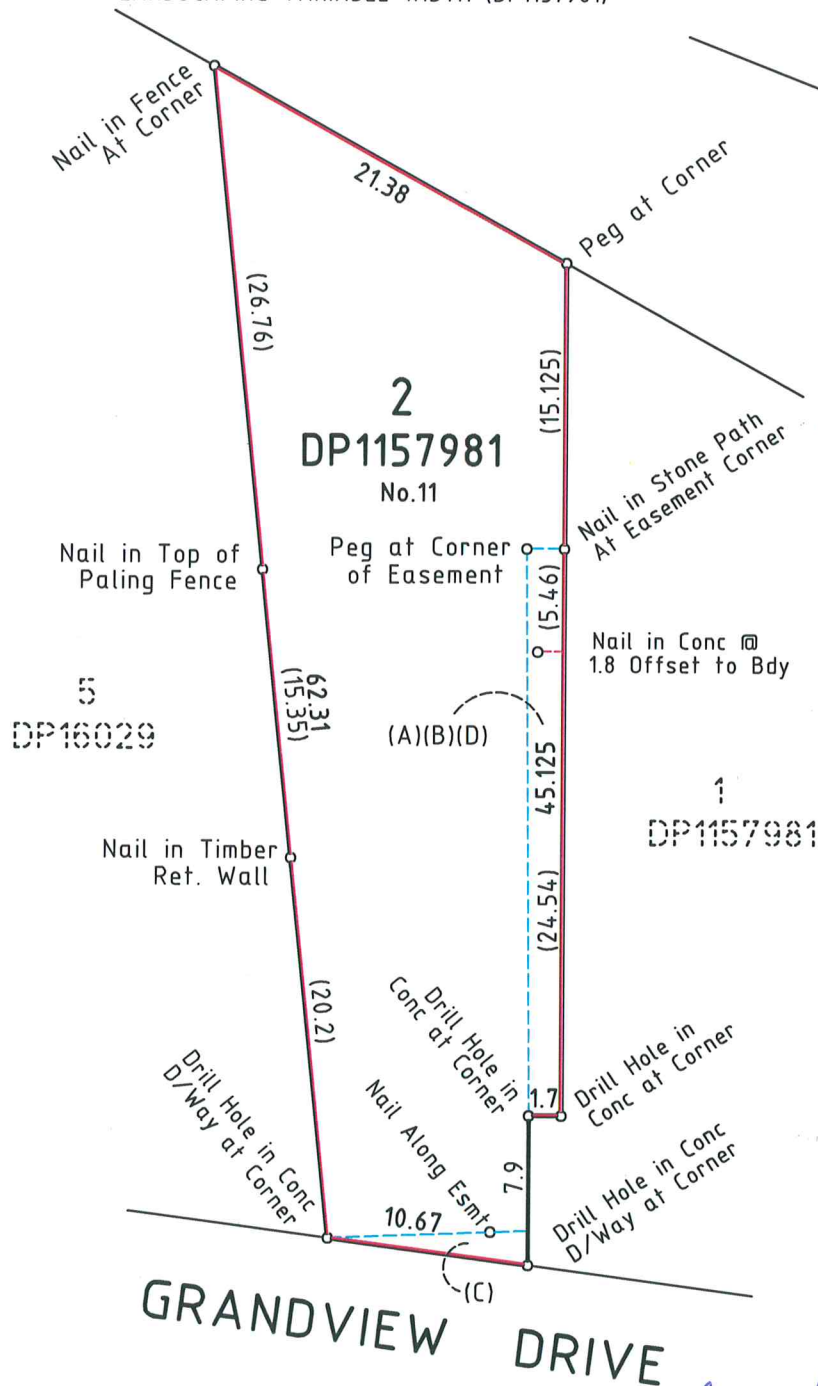 Nail in Fence
At Corner
21.38
Peg at Corner
(26.76)
(15.125)
2
DP1157981
No.11
Nail in Stone Path
At Easement Corner
Nail in Top of
Paling Fence
Peg at Corner
of Easement
(5.46)
Nail in Conc @
1.8 Offset to Bdy
5
DP16029
62.31
(15.35)
(A)(B)(D)
45.125
1
DP1157981
Nail in Timber
Ret. Wall
(24.54)
(20.2)
Drill Hole in
Conc at Corner
1.7
Drill Hole in
Conc at Corner
Drill Hole in Conc
D/Way at Corner
Nail Along Esmt
7.9
Drill Hole in Conc
D/Way at Corner
10.67
(C)
GRANDVIEW DRIVE